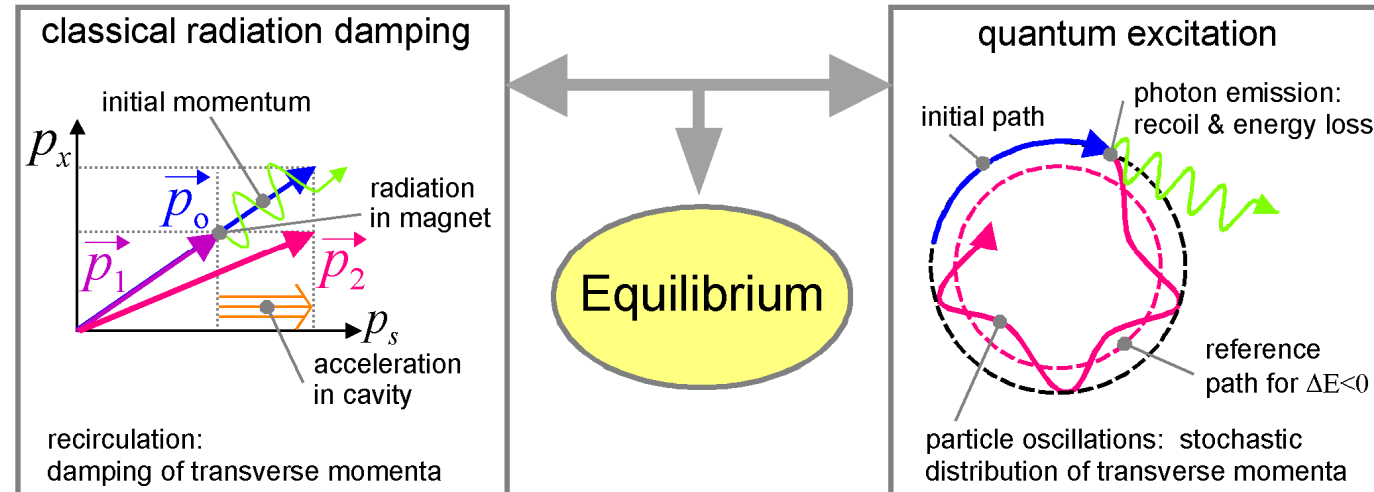 classical radiation damping
initial momentum
p_x
p_o
radiation
in magnet
p_1
p_2
p_s
acceleration
in cavity
recirculation:
damping of transverse momenta
Equilibrium
quantum excitation
photon emission:
recoil & energy loss
initial path
reference
path for ΔE<0
particle oscillations: stochastic
distribution of transverse momenta